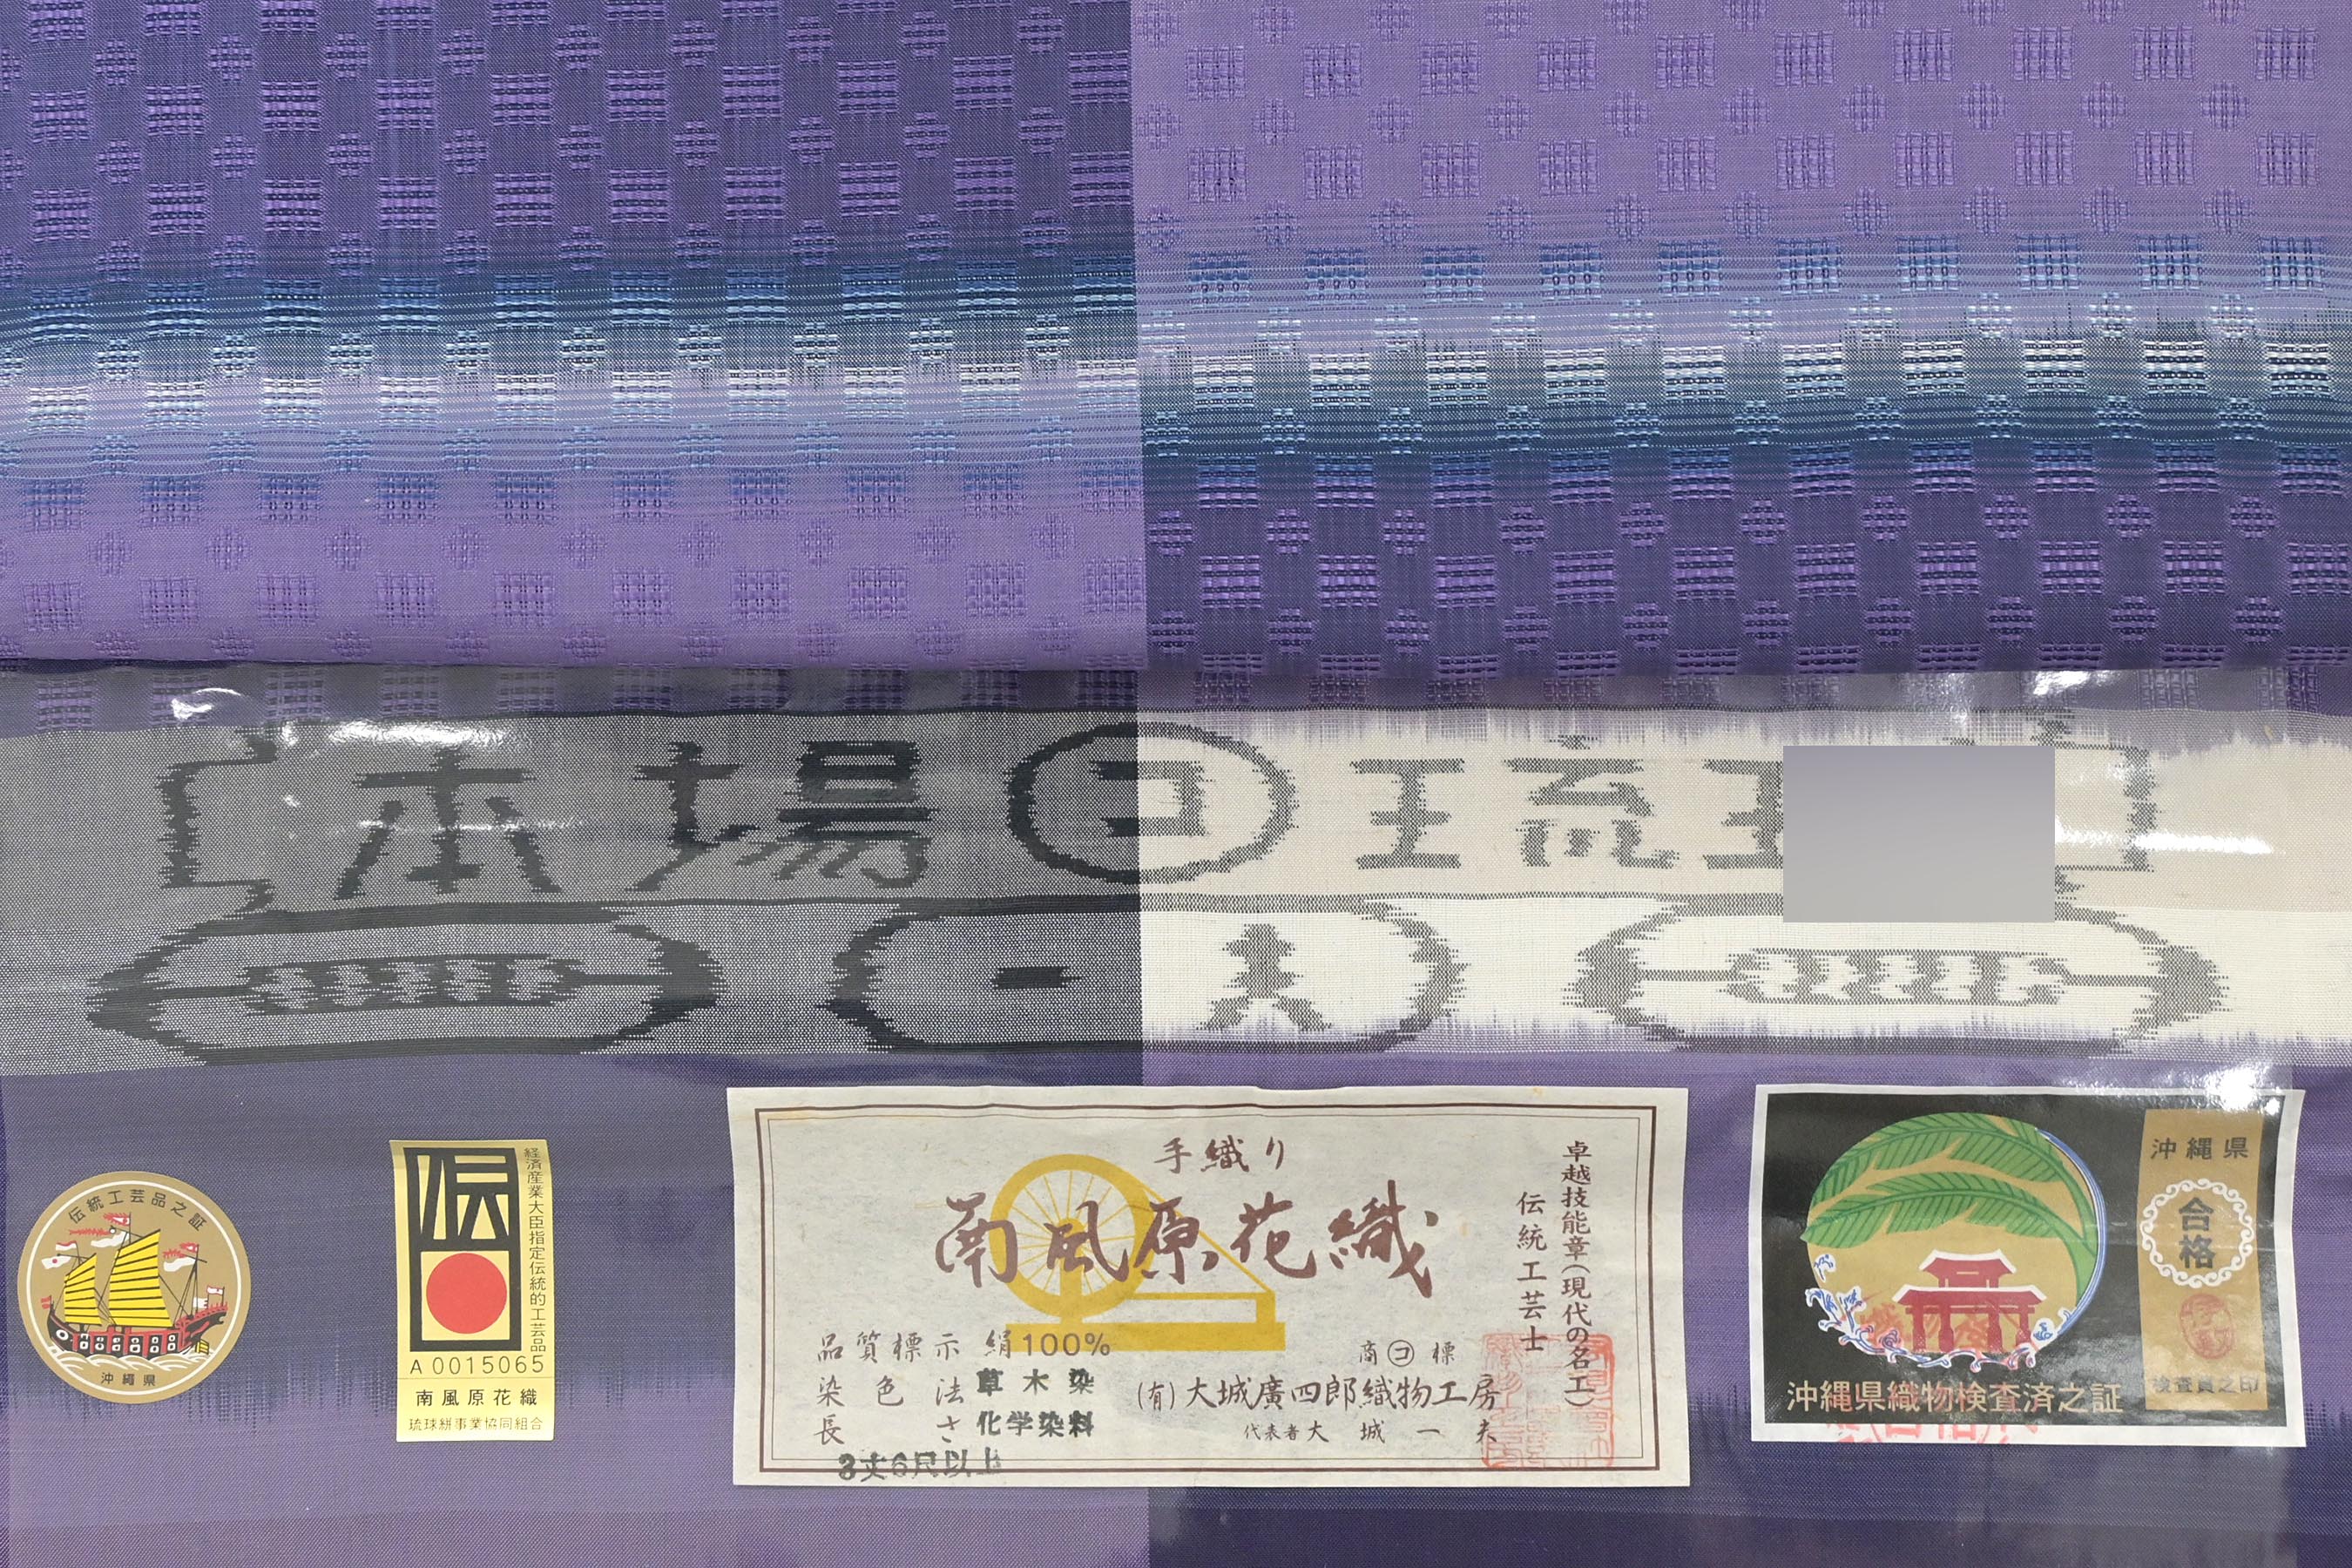 本場 コ 琉
一 大
伝統工芸品之証
沖縄県
伝
経済産業大臣指定伝統的工芸品
A0015065
南風原花織
琉球絣事業協同組合
手織り
南風原花織
卓越技能章(現代の名工)
伝統工芸士
品質標示 絹100%
染色法 草木染
化学染料
長さ
3丈6尺以上
商コ標
(有)大城廣四郎織物工房
代表者大城一夫
沖縄県
合格
検査員之印
沖縄県織物検査済之証